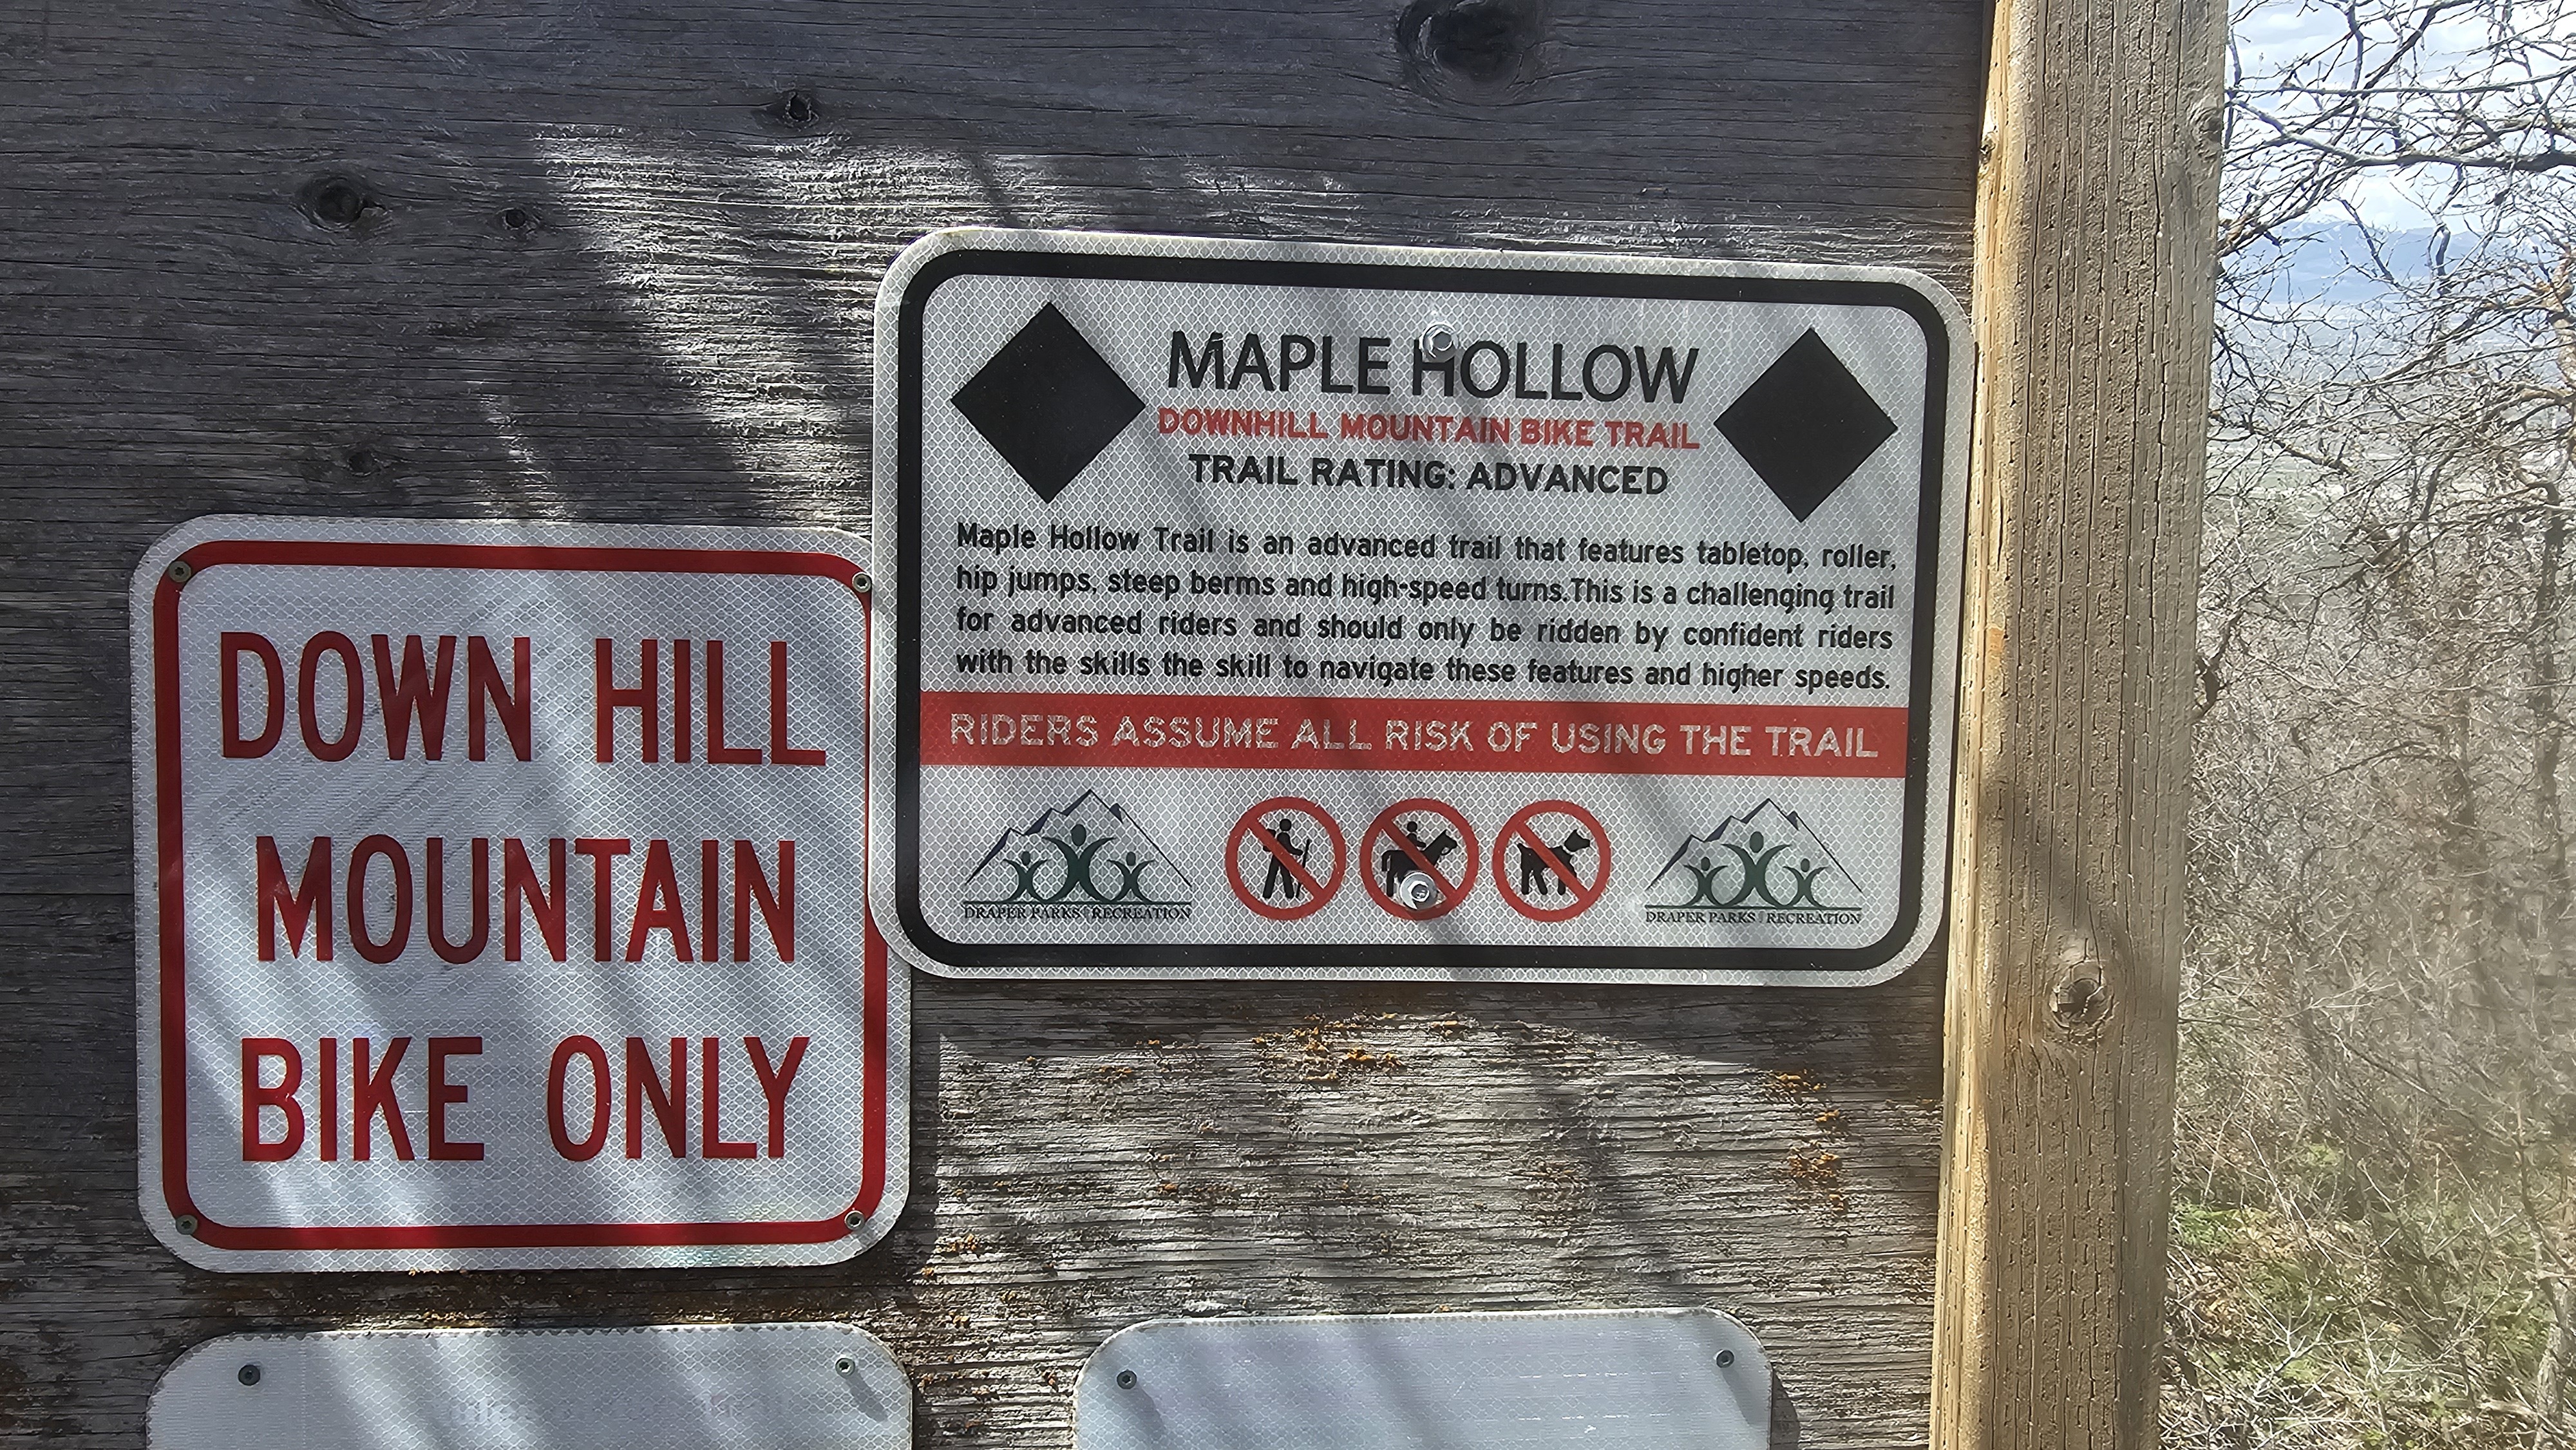 DOWN HILL
MOUNTAIN
BIKE ONLY
MAPLE HOLLOW
DOWNHILL MOUNTAIN BIKE TRAIL
TRAIL RATING: ADVANCED
Maple Hollow Trail is an advanced trail that features tabletop, roller,
hip jumps, steep berms and high-speed turns.This is a challenging trail
for advanced riders and should only be ridden by confident riders
with the skills the skill to navigate these features and higher speeds.
RIDERS ASSUME ALL RISK OF USING THE TRAIL
DRAPER PARKS RECREATION
DRAPER PARKS RECREATION